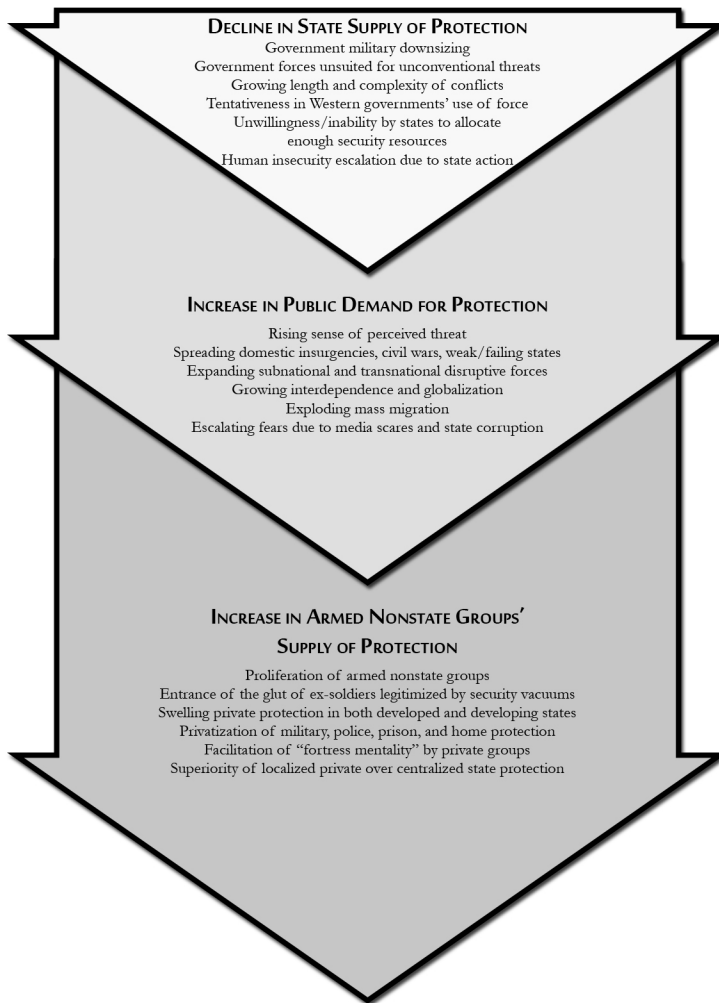 DECLINE IN STATE SUPPLY OF PROTECTION
Government military downsizing
Government forces unsuited for unconventional threats
Growing length and complexity of conflicts
Tentativeness in Western governments’ use of force
Unwillingness/inability by states to allocate
enough security resources
Human insecurity escalation due to state action
INCREASE IN PUBLIC DEMAND FOR PROTECTION
Rising sense of perceived threat
Spreading domestic insurgencies, civil wars, weak/failing states
Expanding subnational and transnational disruptive forces
Growing interdependence and globalization
Exploding mass migration
Escalating fears due to media scares and state corruption
INCREASE IN ARMED NONSTATE GROUPS’
SUPPLY OF PROTECTION
Proliferation of armed nonstate groups
Entrance of the glut of ex-soldiers legitimized by security vacuums
Swelling private protection in both developed and developing states
Privatization of military, police, prison, and home protection
Facilitation of “fortress mentality” by private groups
Superiority of localized private over centralized state protection